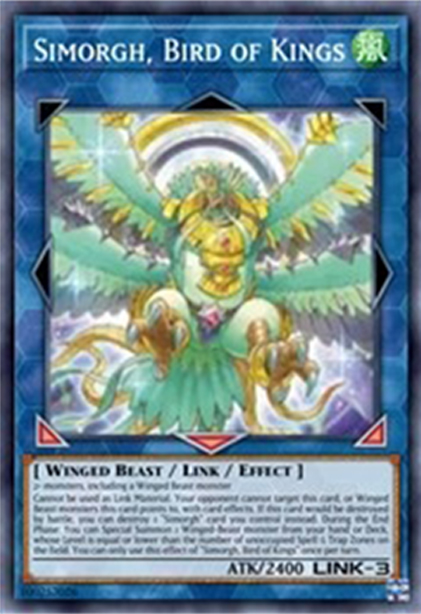 SIMORGH, BIRD OF KINGS
[ WINGED BEAST / LINK / EFFECT ]
2+ monsters, including a Winged Beast monster
Cannot be used as Link Material. Your opponent cannot target this card, or Winged
Beast monsters this card points to, with card effects. If this card would be destroyed
by battle, you can destroy 1 "Simorgh" card you control instead. During the End
Phase: You can Special Summon 1 Winged Beast monster from your hand or Deck,
whose Level is equal or lower than the number of unoccupied Spell & Trap Zones on
the field. You can only use this effect of "Simorgh, Bird of Kings" once per turn.
ATK/2400 LINK-3